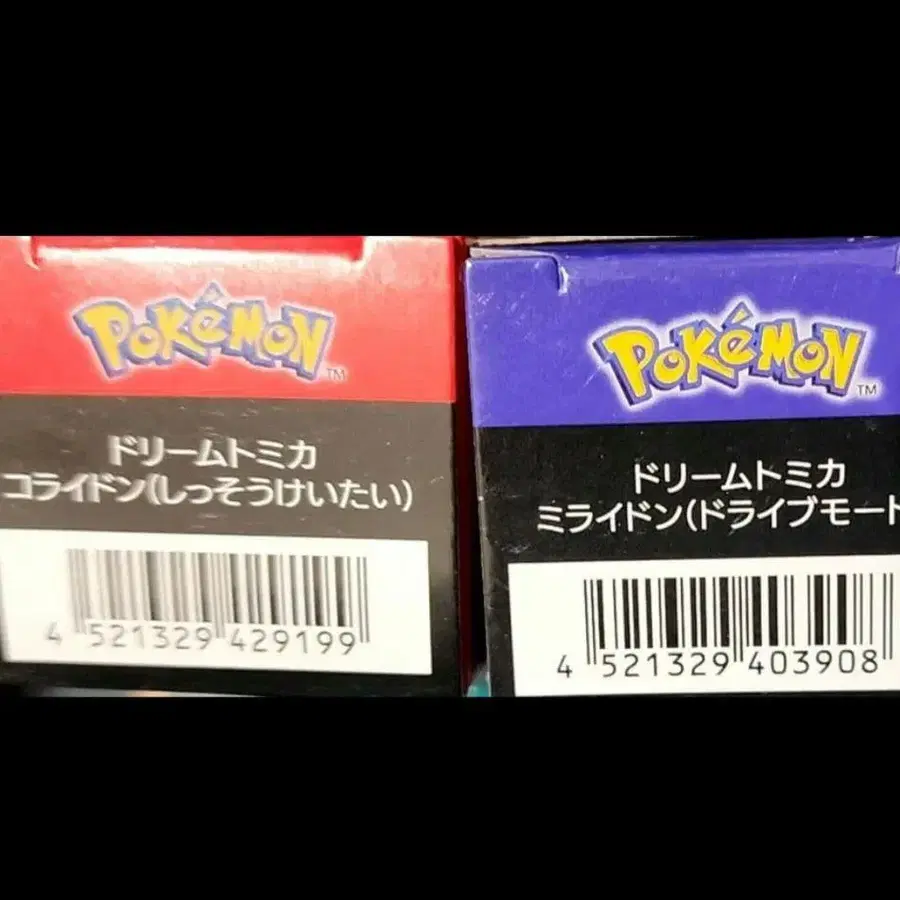 POKéMON™
ドリームトミカ
コライドン(しっそうけいたい)
4 521329 429199
POKéMON™
ドリームトミカ
ミライドン(ドライブモート
4 521329 403908